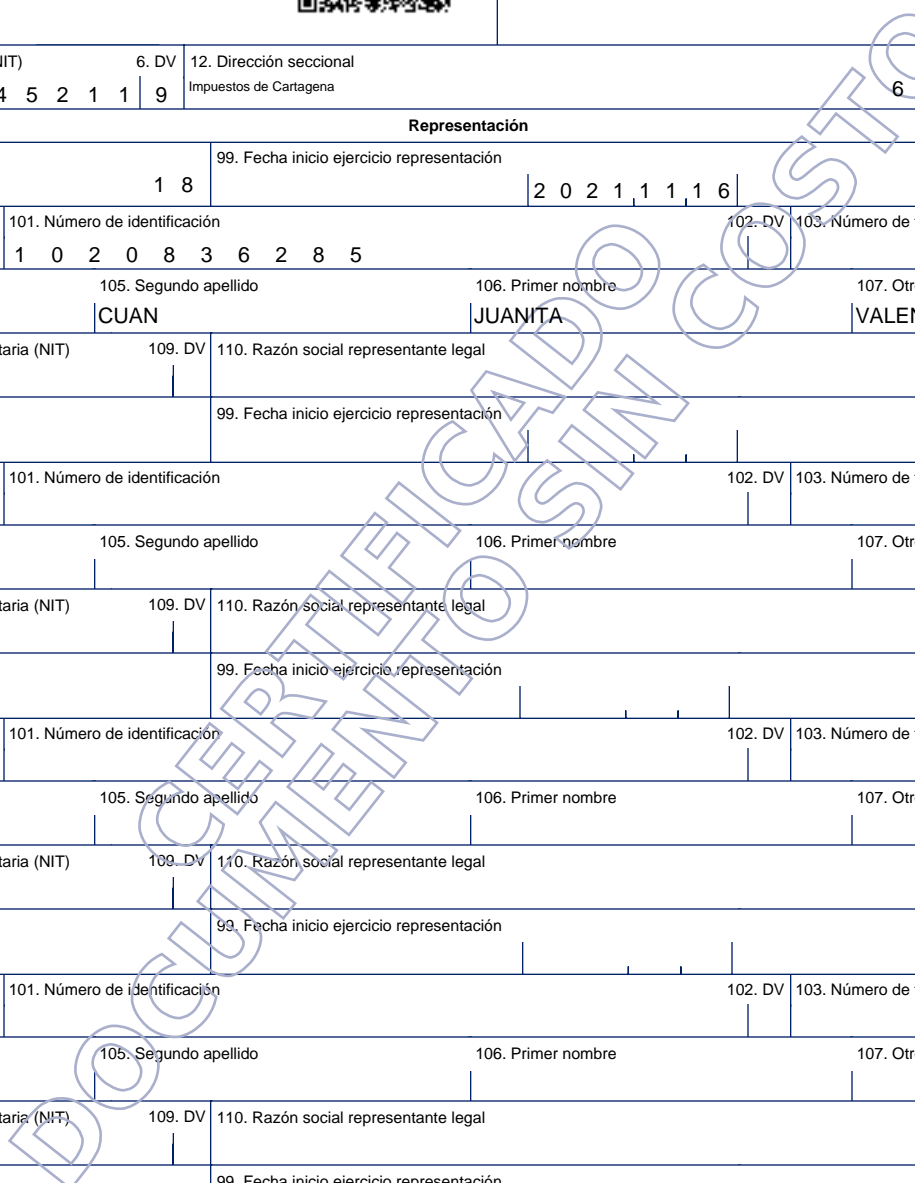 IIT) 6. DV 12. Dirección seccional
4 5 2 1 1 9 Impuestos de Cartagena 6
Representación
99. Fecha inicio ejercicio representación
1 8 2 0 2 1 1 1 1 6
101. Número de identificación 102. DV 103. Número de
1 0 2 0 8 3 6 2 8 5
105. Segundo apellido 106. Primer nombre 107. Otr
CUAN JUANITA VALEN
taria (NIT) 109. DV 110. Razón social representante legal
99. Fecha inicio ejercicio representación
101. Número de identificación 102. DV 103. Número de
105. Segundo apellido 106. Primer nombre 107. Otr
taria (NIT) 109. DV 110. Razón social representante legal
99. Fecha inicio ejercicio representación
101. Número de identificación 102. DV 103. Número de
105. Segundo apellido 106. Primer nombre 107. Otr
taria (NIT) 109. DV 110. Razón social representante legal
99. Fecha inicio ejercicio representación
101. Número de identificación 102. DV 103. Número de
105. Segundo apellido 106. Primer nombre 107. Otr
taria (NIT) 109. DV 110. Razón social representante legal
99. Fecha inicio ejercicio representación
CERTIFICADO
DOCUMENTO SIN COSTO